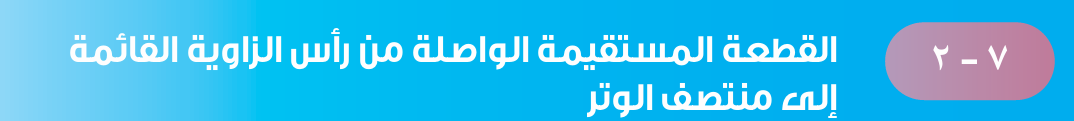 ٧ - ٢
القطعة المستقيمة الواصلة من رأس الزاوية القائمة
إلى منتصف الوتر